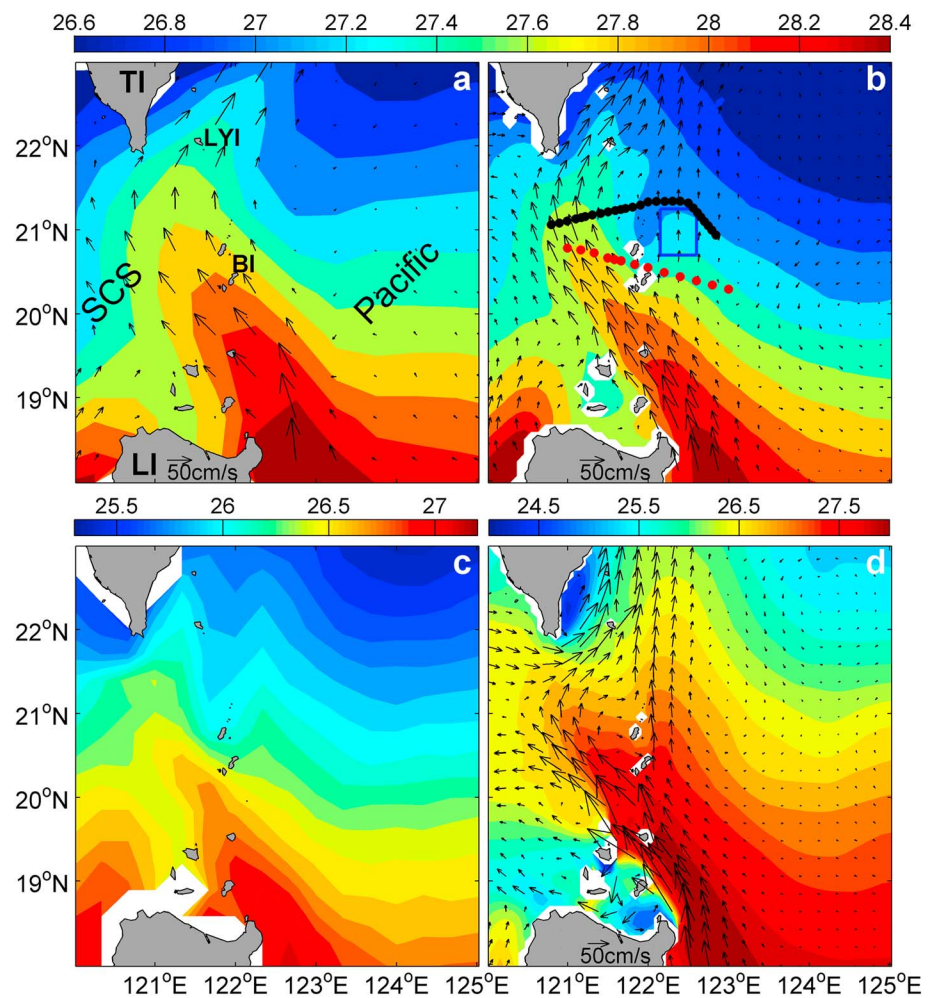 26.6 26.8 27 27.2 27.4 27.6 27.8 28 28.2 28.4
TI
a
b
LYI
22°N
21°N
BI
SCS
Pacific
20°N
19°N
LI
50cm/s
50cm/s
25.5 26 26.5 27
24.5 25.5 26.5 27.5
c
d
22°N
21°N
20°N
19°N
50cm/s
121°E 122°E 123°E 124°E 125°E 121°E 122°E 123°E 124°E 125°E